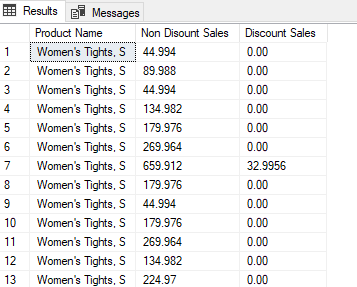 Results Messages
Product Name Non Disount Sales Discount Sales
1 Women's Tights, S 44.994 0.00
2 Women's Tights, S 89.988 0.00
3 Women's Tights, S 44.994 0.00
4 Women's Tights, S 134.982 0.00
5 Women's Tights, S 179.976 0.00
6 Women's Tights, S 269.964 0.00
7 Women's Tights, S 659.912 32.9956
8 Women's Tights, S 179.976 0.00
9 Women's Tights, S 44.994 0.00
10 Women's Tights, S 179.976 0.00
11 Women's Tights, S 269.964 0.00
12 Women's Tights, S 134.982 0.00
13 Women's Tights, S 224.97 0.00